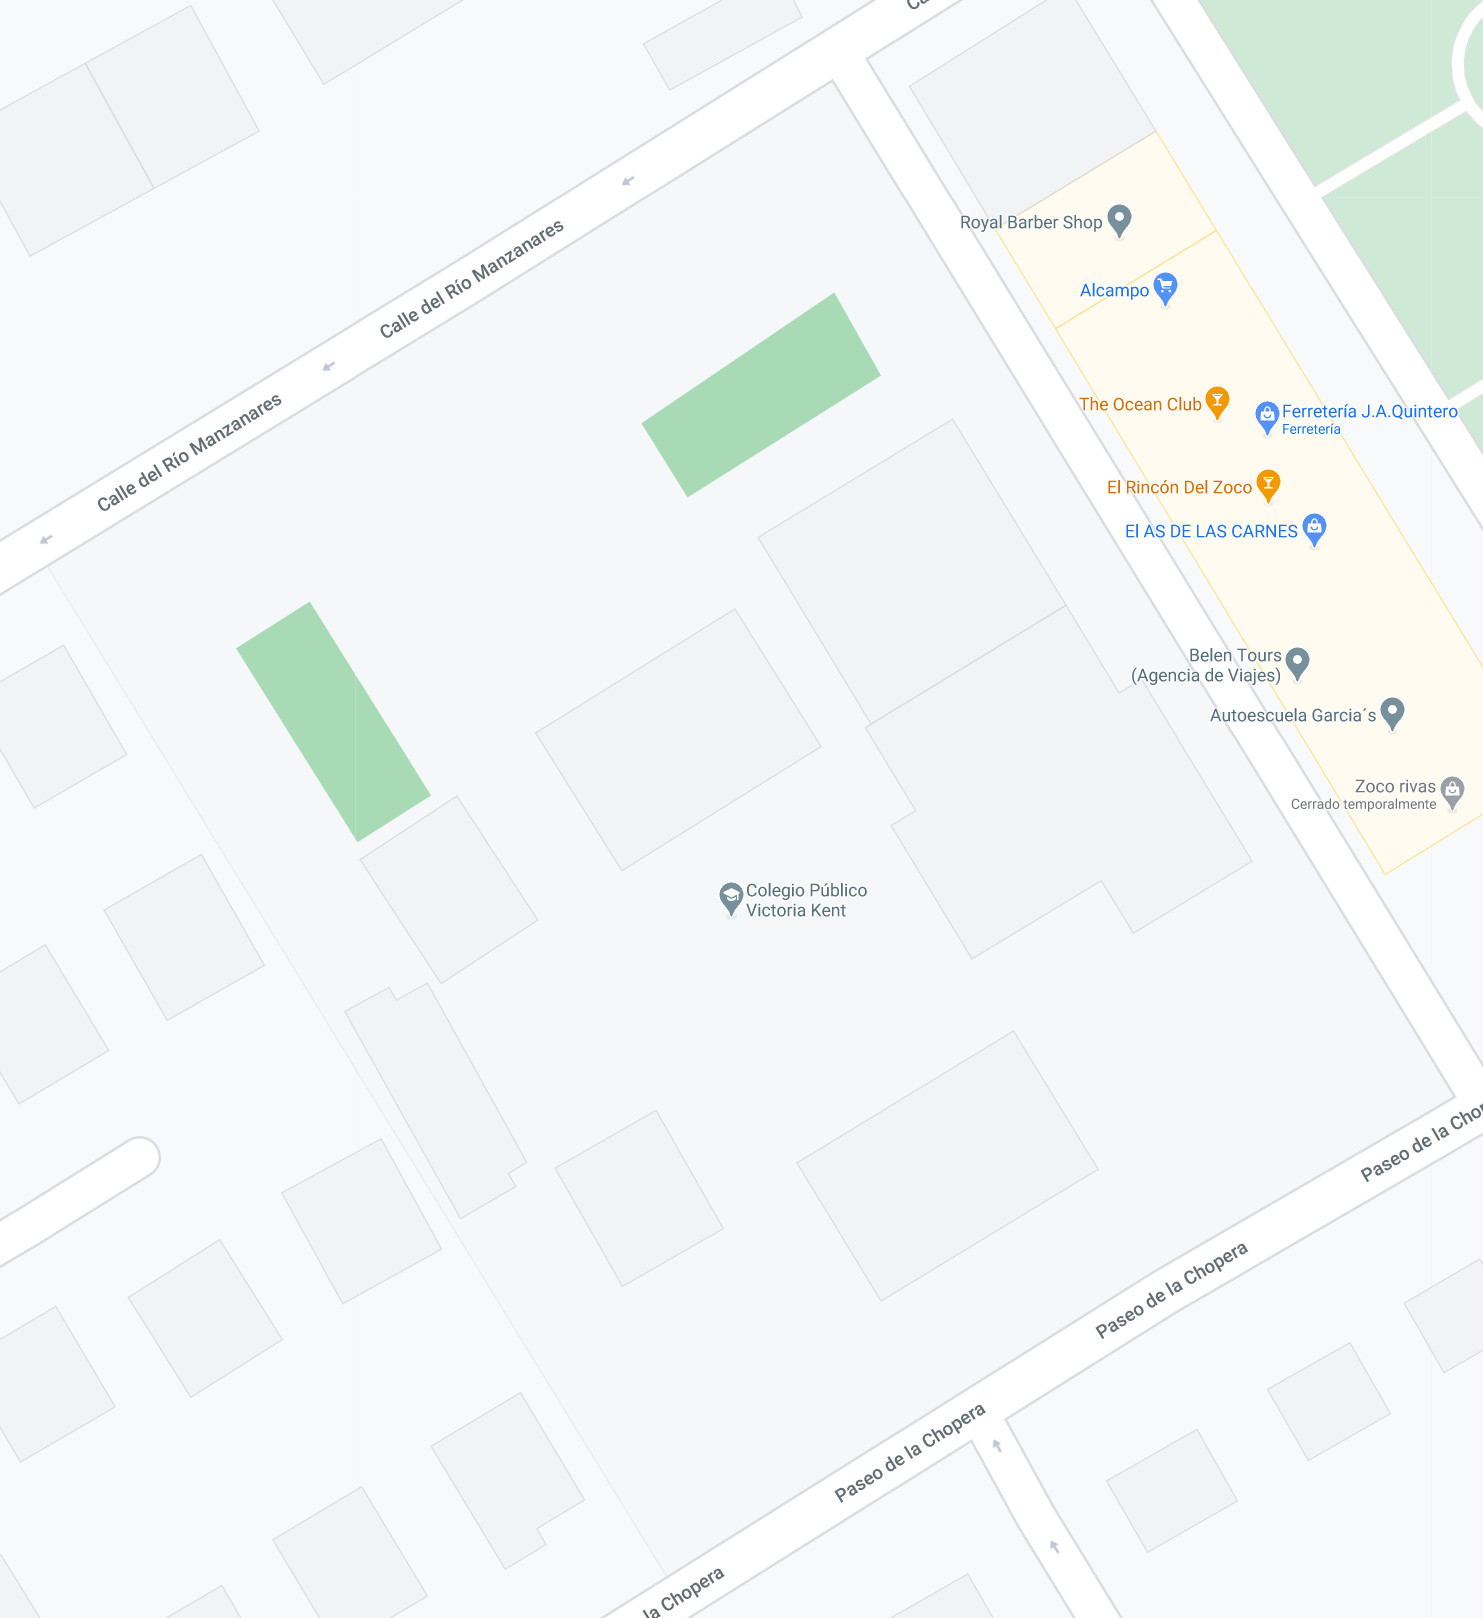 Royal Barber Shop
Calle del Río Manzanares
Alcampo
Calle del Río Manzanares
The Ocean Club
Ferretería J.A.Quintero
Ferretería
El Rincón Del Zoco
El AS DE LAS CARNES
Belen Tours
(Agencia de Viajes)
Autoescuela Garcia´s
Zoco rivas
Cerrado temporalmente
Colegio Público
Victoria Kent
Paseo de la
Paseo de la Chopera
Paseo de la Chopera
la Chopera